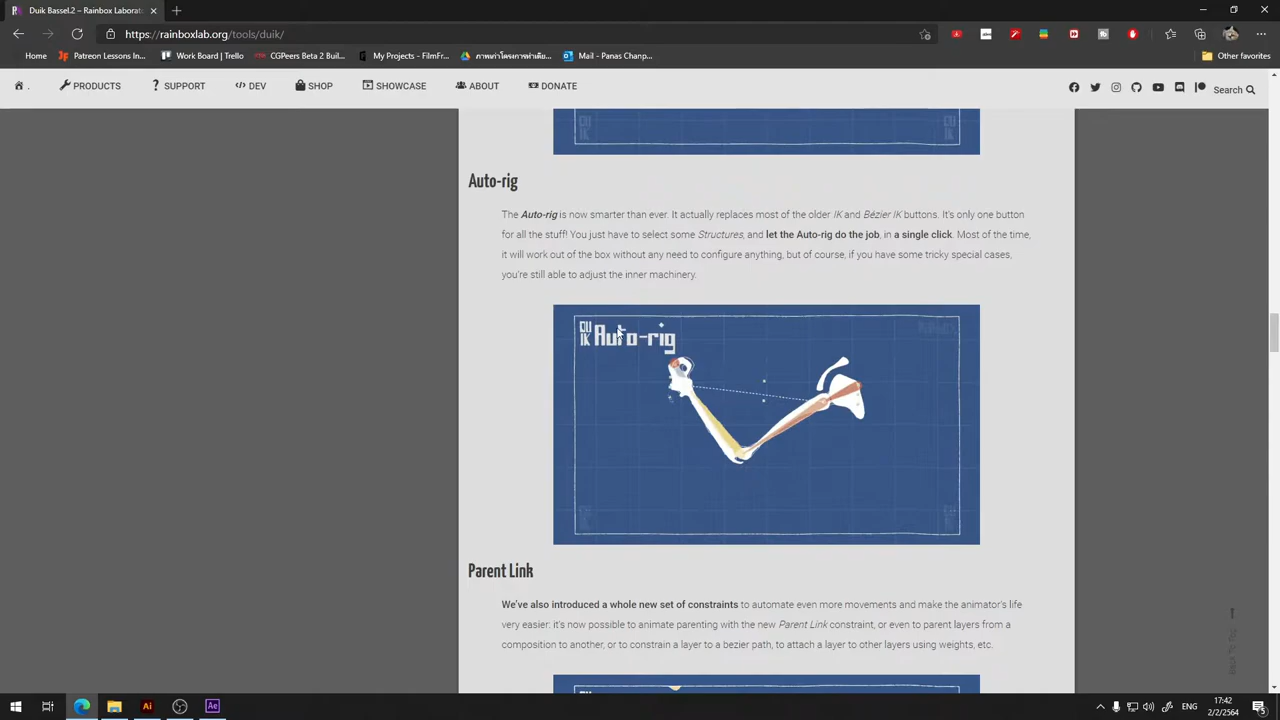 Duik Bassel.2 – Rainbox Laborat
https://rainboxlab.org/tools/duik/
Home
Patreon Lessons In...
Work Board | Trello
CGPeers Beta 2 Buil...
My Projects - FilmFr...
Mail - Panas Chanp...
Other favorites
.
PRODUCTS
SUPPORT
DEV
SHOP
SHOWCASE
ABOUT
DONATE
Search
DU
IK
Auto-rig
The Auto-rig is now smarter than ever. It actually replaces most of the older IK and Bézier IK buttons. It's only one button
for all the stuff! You just have to select some Structures, and let the Auto-rig do the job, in a single click. Most of the time,
it will work out of the box without any need to configure anything, but of course, if you have some tricky special cases,
you're still able to adjust the inner machinery.
DU
IK Auto-rig
Parent Link
We've also introduced a whole new set of constraints to automate even more movements and make the animator's life
very easier: it's now possible to animate parenting with the new Parent Link constraint, or even to parent layers from a
composition to another, or to constrain a layer to a bezier path, to attach a layer to other layers using weights, etc.
Back To Top
Ai
Ae
ENG
17:42
2/2/2564